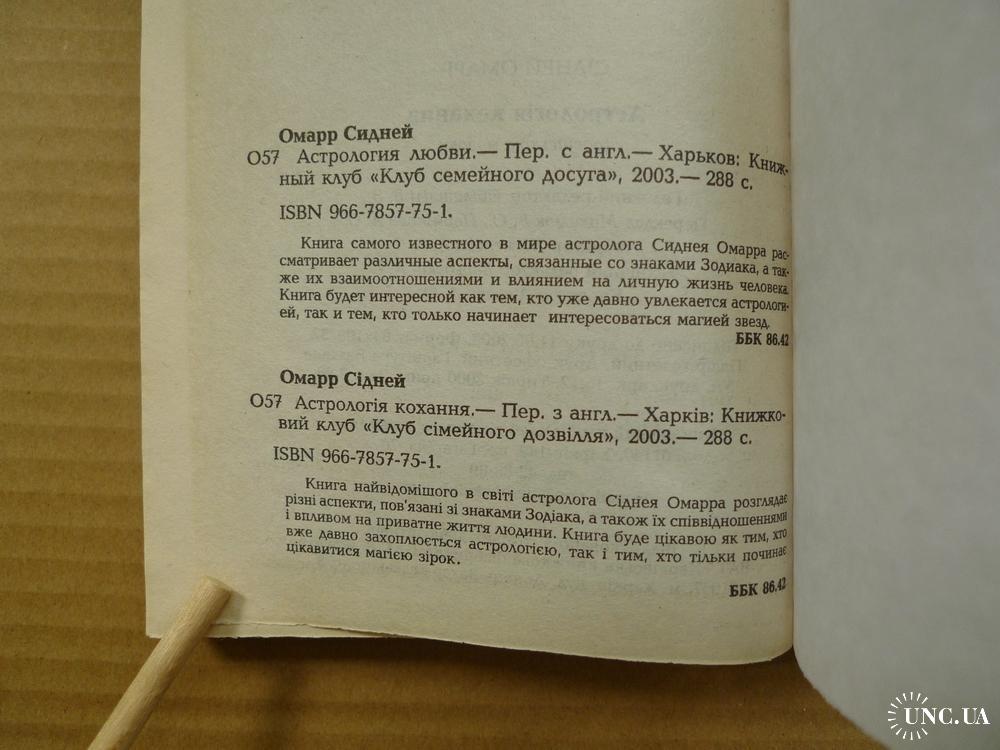 Омарр Сидней
О57 Астрология любви.— Пер. с англ.— Харьков: Книж-
ный клуб «Клуб семейного досуга», 2003.— 288 с.
ISBN 966-7857-75-1.
Книга самого известного в мире астролога Сиднея Омарра рас-
сматривает различные аспекты, связанные со знаками Зодиака, а так-
же их взаимоотношениями и влиянием на личную жизнь человека.
Книга будет интересной как тем, кто уже давно увлекается астрологи-
ей, так и тем, кто только начинает интересоваться магией звезд.
ББК 86.42
Омарр Сідней
О57 Астрологія кохання.— Пер. з англ.— Харків: Книжко-
вий клуб «Клуб сімейного дозвілля», 2003.— 288 с.
ISBN 966-7857-75-1.
Книга найвідомішого в світі астролога Сіднея Омарра розглядає
різні аспекти, пов'язані зі знаками Зодіака, а також їх співвідношеннями
і впливом на приватне життя людини. Книга буде цікавою як тим, хто
вже давно захоплюється астрологією, так і тим, хто тільки починає
цікавитися магією зірок.
ББК 86.42
UNC.UA